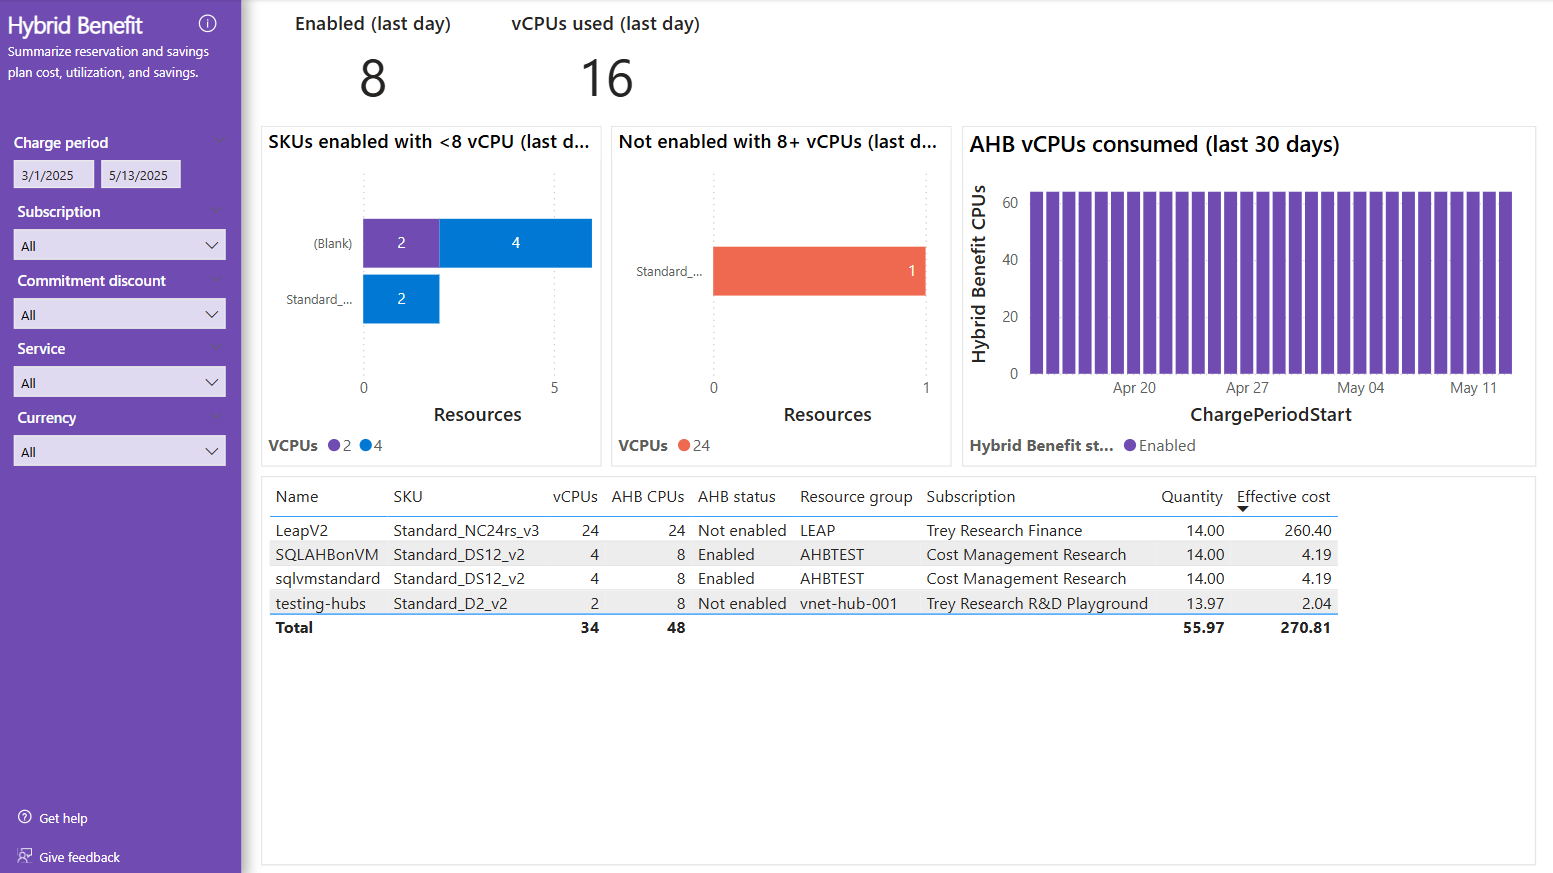 Hybrid Benefit
Summarize reservation and savings
plan cost, utilization, and savings.
Charge period
3/1/2025 5/13/2025
Subscription
All
Commitment discount
All
Service
All
Currency
All
Get help
Give feedback
Enabled (last day)
8
vCPUs used (last day)
16
SKUs enabled with <8 vCPU (last d...
(Blank) 2 4
Standard_... 2
0 5
Resources
VCPUs 2 4
Not enabled with 8+ vCPUs (last d...
Standard_... 1
0 1
Resources
VCPUs 24
AHB vCPUs consumed (last 30 days)
Hybrid Benefit CPUs
60
40
20
0
Apr 20 Apr 27 May 04 May 11
ChargePeriodStart
Hybrid Benefit st... Enabled
Name SKU vCPUs AHB CPUs AHB status Resource group Subscription Quantity Effective cost
LeapV2 Standard_NC24rs_v3 24 24 Not enabled LEAP Trey Research Finance 14.00 260.40
SQLAHBonVM Standard_DS12_v2 4 8 Enabled AHBTEST Cost Management Research 14.00 4.19
sqlvmstandard Standard_DS12_v2 4 8 Enabled AHBTEST Cost Management Research 14.00 4.19
testing-hubs Standard_D2_v2 2 8 Not enabled vnet-hub-001 Trey Research R&D Playground 13.97 2.04
Total 34 48 55.97 270.81